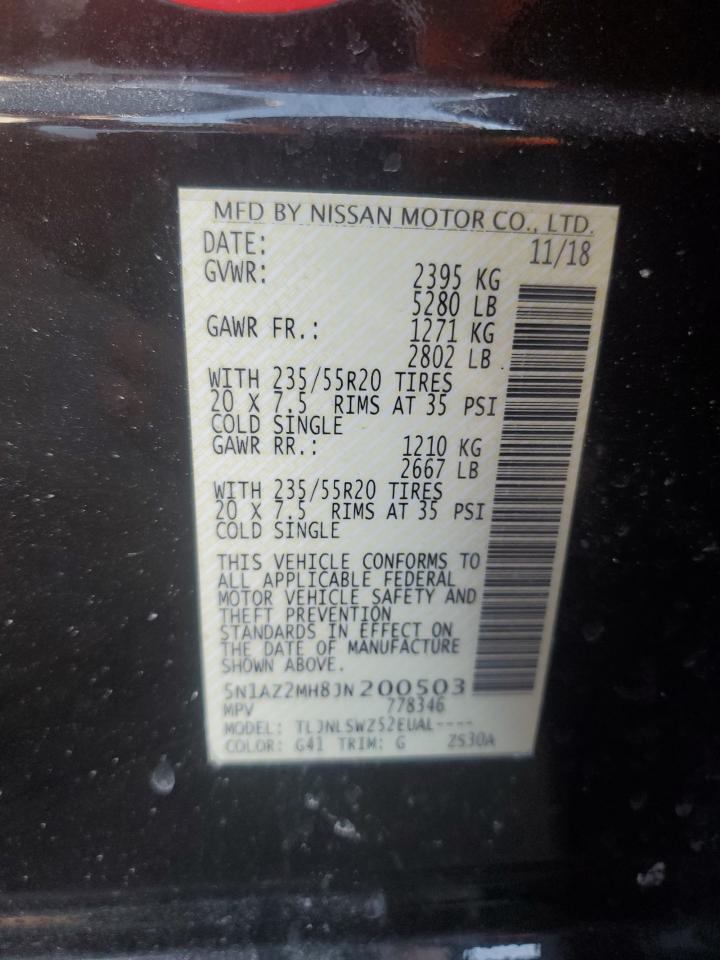 MFD BY NISSAN MOTOR CO., LTD.
DATE: 11/18
GVWR: 2395 KG
5280 LB
GAWR FR.: 1271 KG
2802 LB
WITH 235/55R20 TIRES
20 X 7.5 RIMS AT 35 PSI
COLD SINGLE
GAWR RR.: 1210 KG
2667 LB
WITH 235/55R20 TIRES
20 X 7.5 RIMS AT 35 PSI
COLD SINGLE
THIS VEHICLE CONFORMS TO
ALL APPLICABLE FEDERAL
MOTOR VEHICLE SAFETY AND
THEFT PREVENTION
STANDARDS IN EFFECT ON
THE DATE OF MANUFACTURE
SHOWN ABOVE.
5N1AZ2MH8JN200503
MPV 778346
MODEL: TLJNLSWZ52EUAL----
COLOR: G41 TRIM: G ZS30A